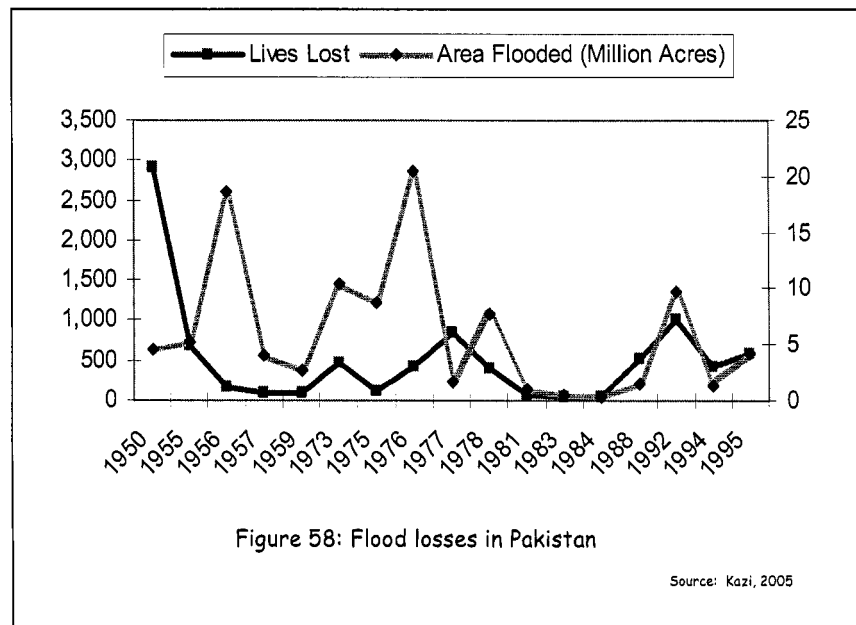 Lives Lost Area Flooded (Million Acres)
3,500 25
3,000 20
2,500
2,000 15
1,500 10
1,000
500 5
0 0
1950 1955 1956 1957 1959 1973 1975 1976 1977 1978 1981 1983 1984 1988 1992 1994 1995
Figure 58: Flood losses in Pakistan
Source: Kazi, 2005